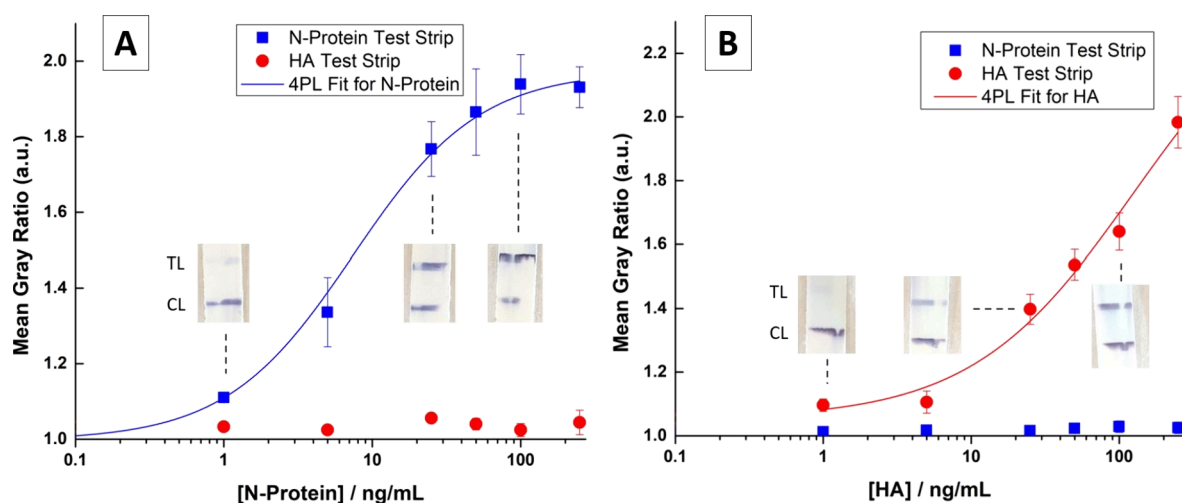 A
N-Protein Test Strip
HA Test Strip
4PL Fit for N-Protein
2.0
1.8
1.6
1.4
1.2
1.0
Mean Gray Ratio (a.u.)
TL
CL
0.1 1 10 100
[N-Protein] / ng/mL
B
N-Protein Test Strip
HA Test Strip
4PL Fit for HA
2.2
2.0
1.8
1.6
1.4
1.2
1.0
Mean Gray Ratio (a.u.)
TL
CL
0.1 1 10 100
[HA] / ng/mL